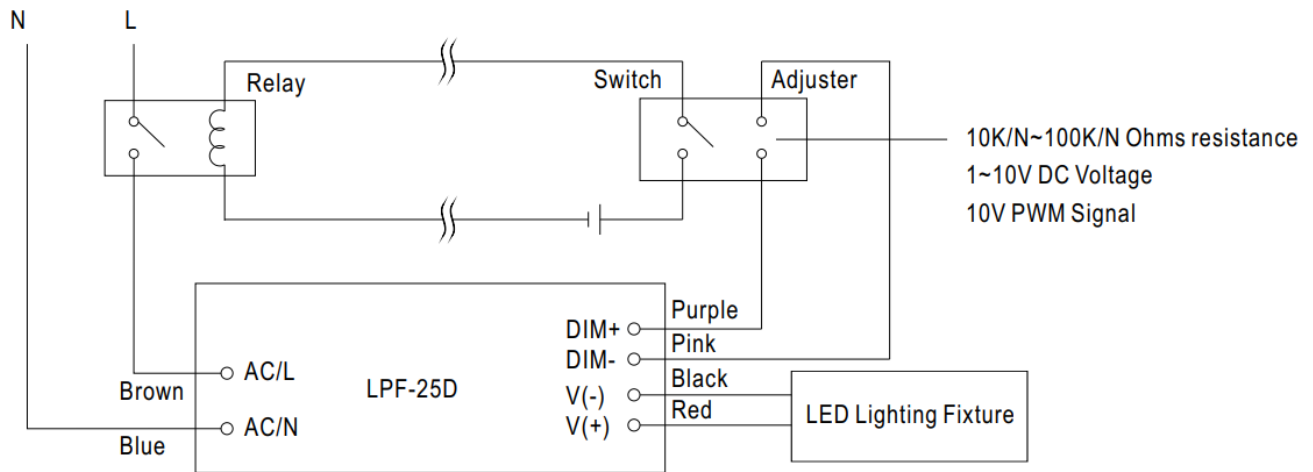 N
L
Relay
Switch
Adjuster
10K/N~100K/N Ohms resistance
1~10V DC Voltage
10V PWM Signal
Purple
DIM+
Pink
DIM-
Black
V(-)
Red
V(+)
Brown
AC/L
LPF-25D
Blue
AC/N
LED Lighting Fixture